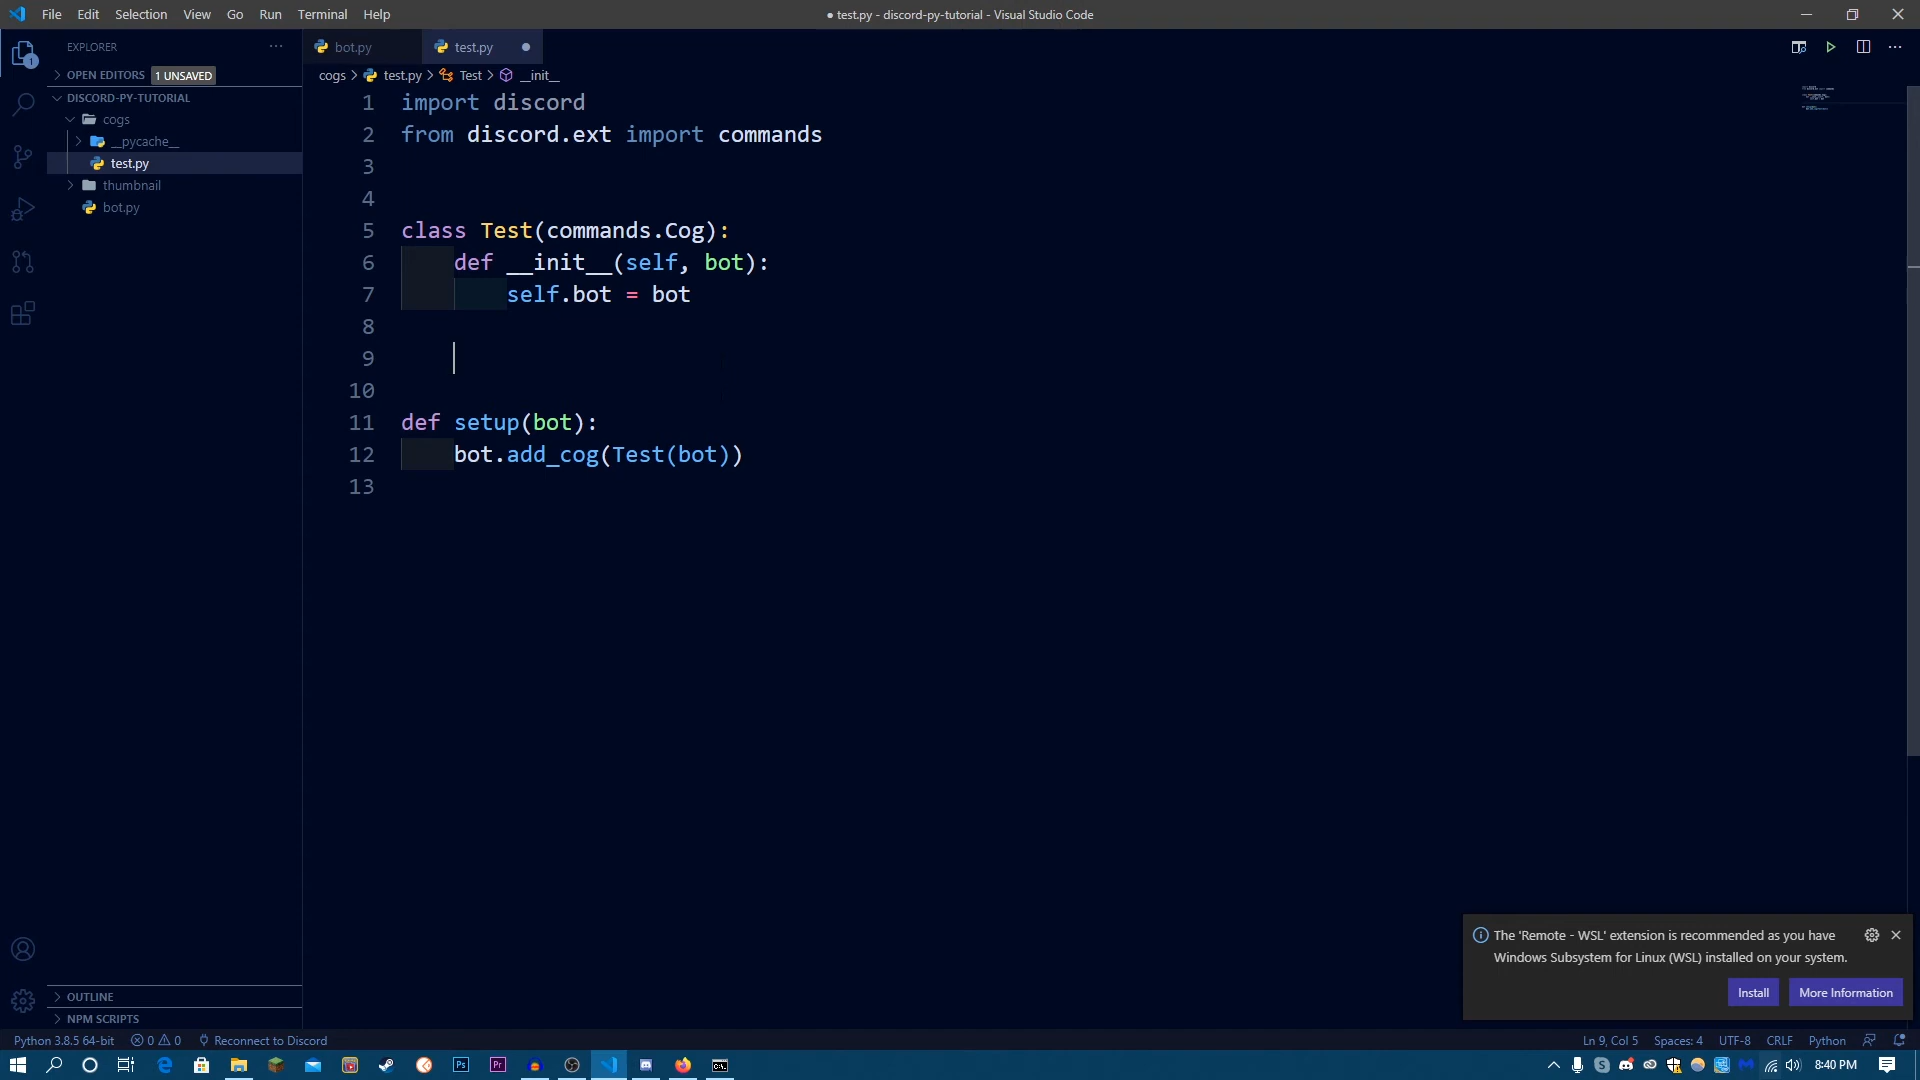 File Edit Selection View Go Run Terminal Help
● test.py - discord-py-tutorial - Visual Studio Code
EXPLORER
OPEN EDITORS 1 UNSAVED
DISCORD-PY-TUTORIAL
cogs
__pycache__
test.py
thumbnail
bot.py
OUTLINE
NPM SCRIPTS
1
bot.py
test.py
cogs > test.py > Test > __init__
1 import discord
2 from discord.ext import commands
3
4
5 class Test(commands.Cog):
6 def __init__(self, bot):
7 self.bot = bot
8
9
10
11 def setup(bot):
12 bot.add_cog(Test(bot))
13
The 'Remote - WSL' extension is recommended as you have
Windows Subsystem for Linux (WSL) installed on your system.
Install More Information
Python 3.8.5 64-bit 0 0 Reconnect to Discord
Ln 9, Col 5 Spaces: 4 UTF-8 CRLF Python
Ps Pr
8:40 PM